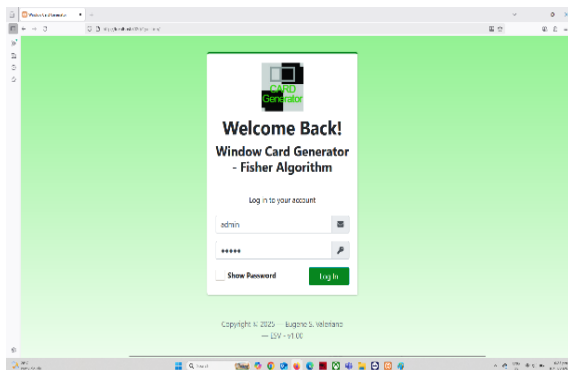 CARD
Generator
Welcome Back!
Window Card Generator
- Fisher Algorithm
Log in to your account
admin
•••••
Show Password
Log In
Copyright © 2025 — Eugene S. Valeriano
— ESV - v1.00